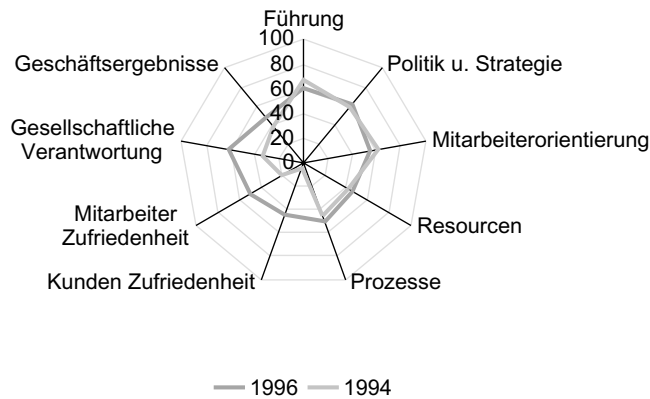 Führung
100
80
60
40
20
0
Politik u. Strategie
Mitarbeiterorientierung
Resourcen
Prozesse
Kunden Zufriedenheit
Mitarbeiter
Zufriedenheit
Gesellschaftliche
Verantwortung
Geschäftsergebnisse
1996 1994